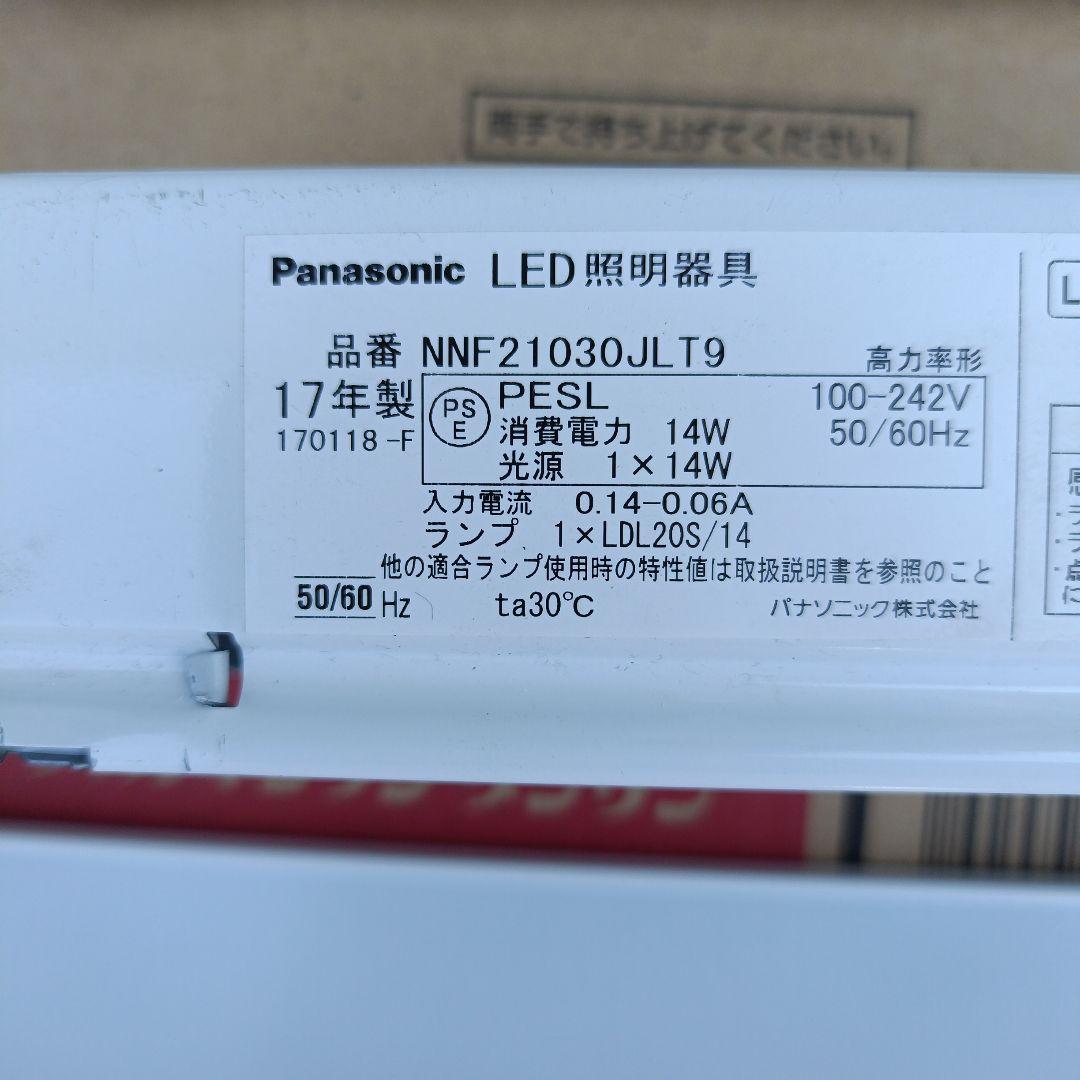 両手で持ち上げてください。
Panasonic LED照明器具
品番 NNF21030JLT9 高力率形
17年製 PS E PESL 100-242V
170118-F 消費電力 14W 50/60Hz
光源 1×14W
入力電流 0.14-0.06A
ランプ 1×LDL20S/14
他の適合ランプ使用時の特性値は取扱説明書を参照のこと
50/60 Hz ta30℃ パナソニック株式会社